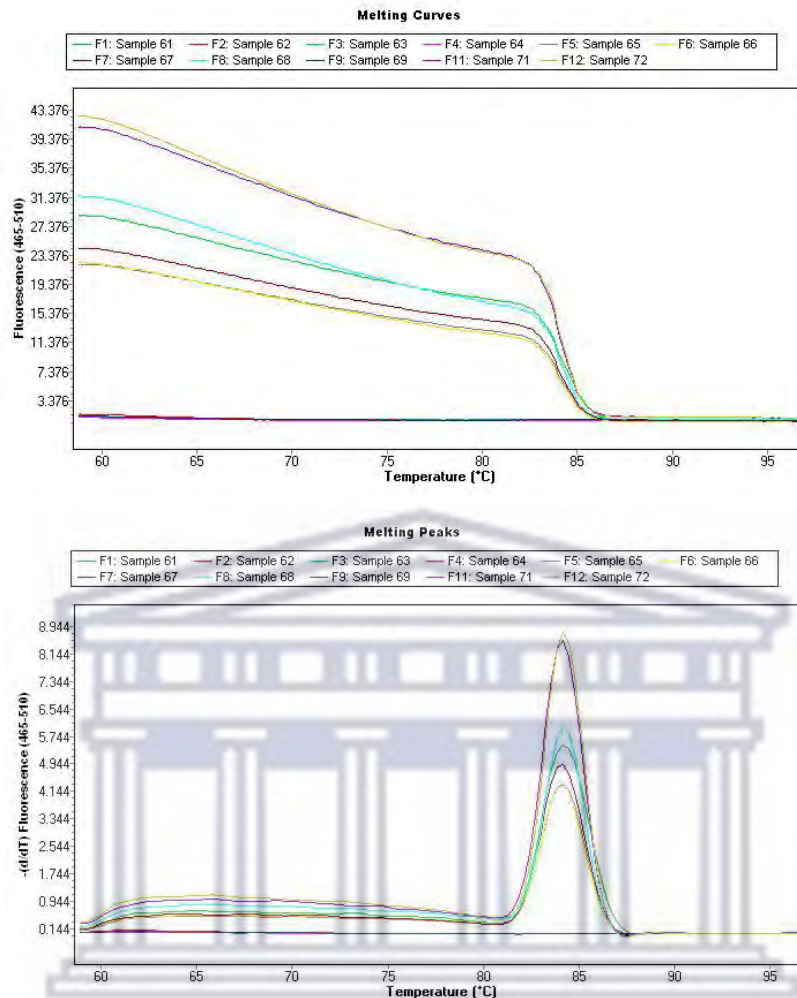 Melting Curves
F1: Sample 61 F2: Sample 62 F3: Sample 63 F4: Sample 64 F5: Sample 65 F6: Sample 66
F7: Sample 67 F8: Sample 68 F9: Sample 69 F11: Sample 71 F12: Sample 72
43.376
39.376
35.376
31.376
27.376
23.376
19.376
15.376
11.376
7.376
3.376
Fluorescence (465-510)
60 65 70 75 80 85 90 95
Temperature (°C)
Melting Peaks
F1: Sample 61 F2: Sample 62 F3: Sample 63 F4: Sample 64 F5: Sample 65 F6: Sample 66
F7: Sample 67 F8: Sample 68 F9: Sample 69 F11: Sample 71 F12: Sample 72
8.944
8.144
7.344
6.544
5.744
4.944
4.144
3.344
2.544
1.744
0.944
0.144
-(d/dT) Fluorescence (465-510)
60 65 70 75 80 85 90 95
Temperature (°C)